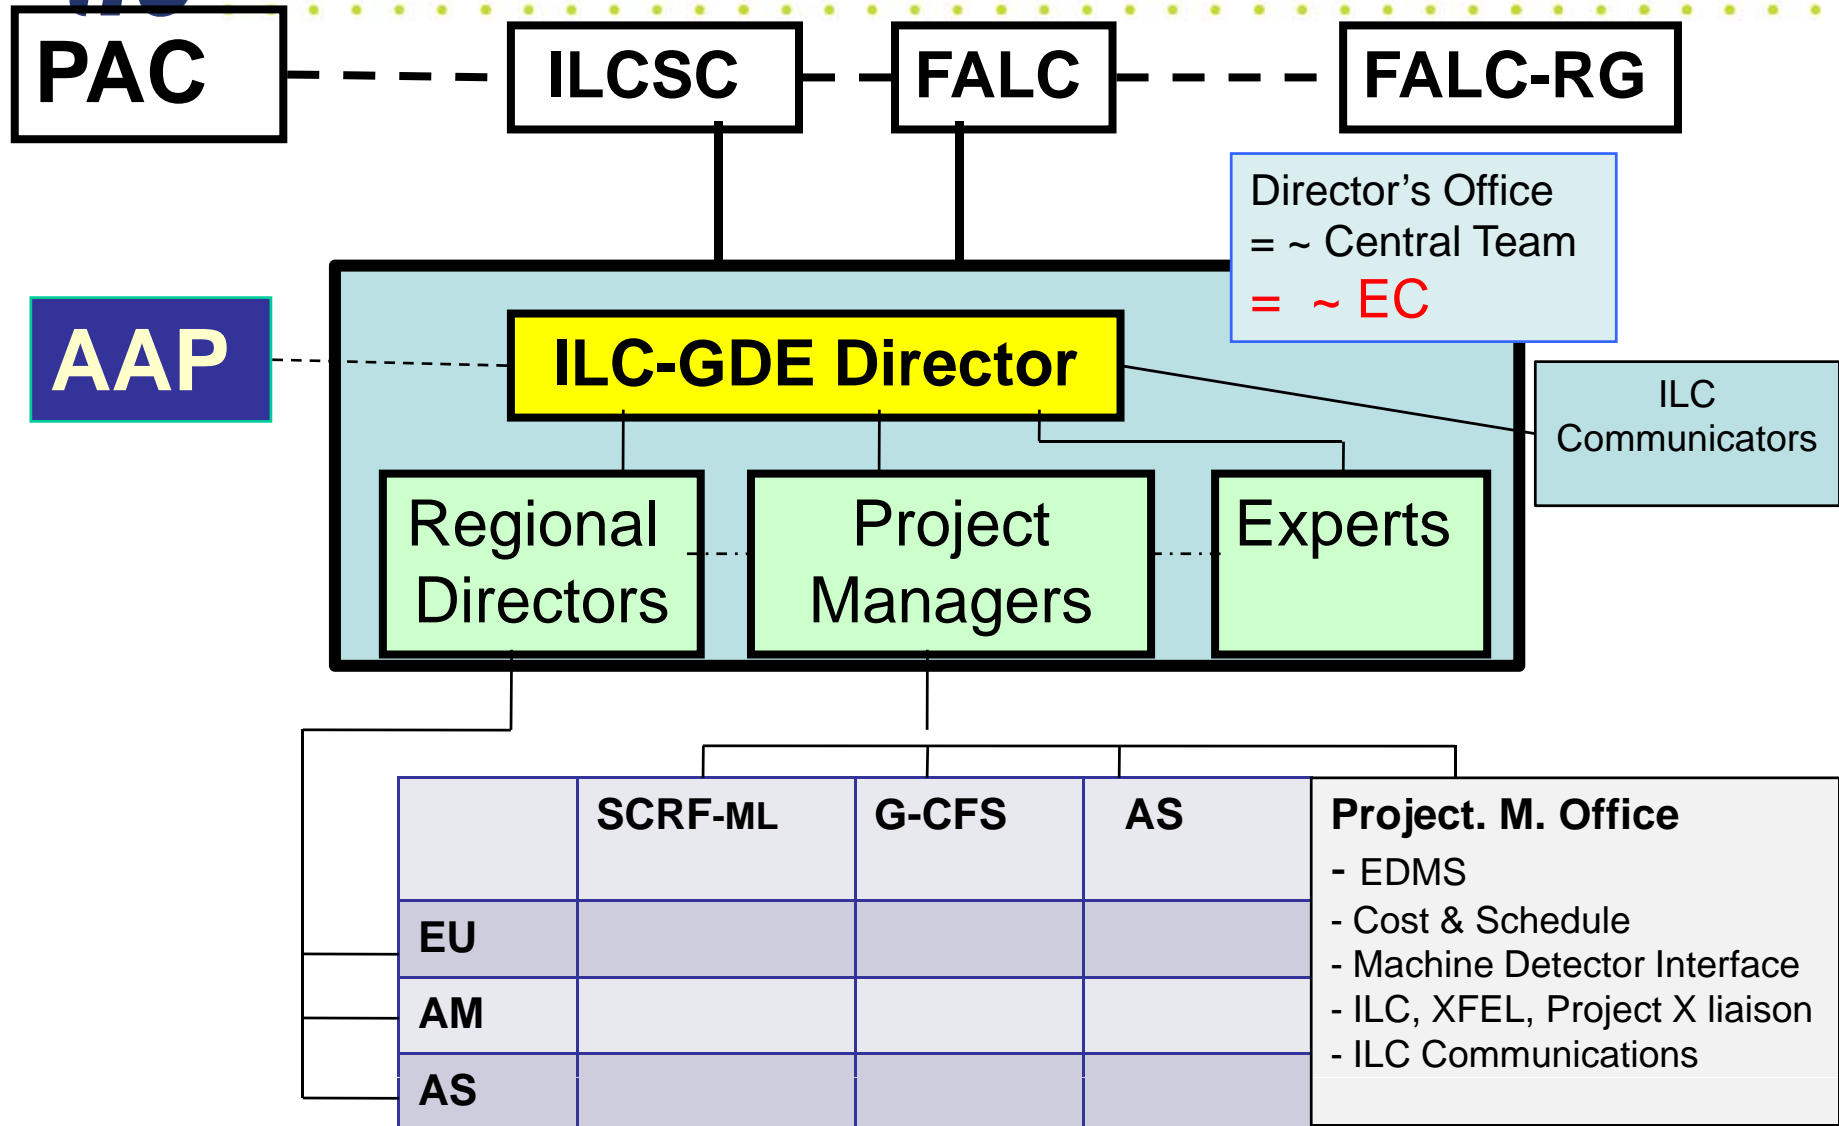 PAC
ILCSC
FALC
FALC-RG
Director's Office
= ~ Central Team
= ~ EC
AAP
ILC-GDE Director
ILC
Communicators
Regional
Directors
Project
Managers
Experts
SCRF-ML
G-CFS
AS
Project. M. Office
- EDMS
- Cost & Schedule
- Machine Detector Interface
- ILC, XFEL, Project X liaison
- ILC Communications
EU
AM
AS